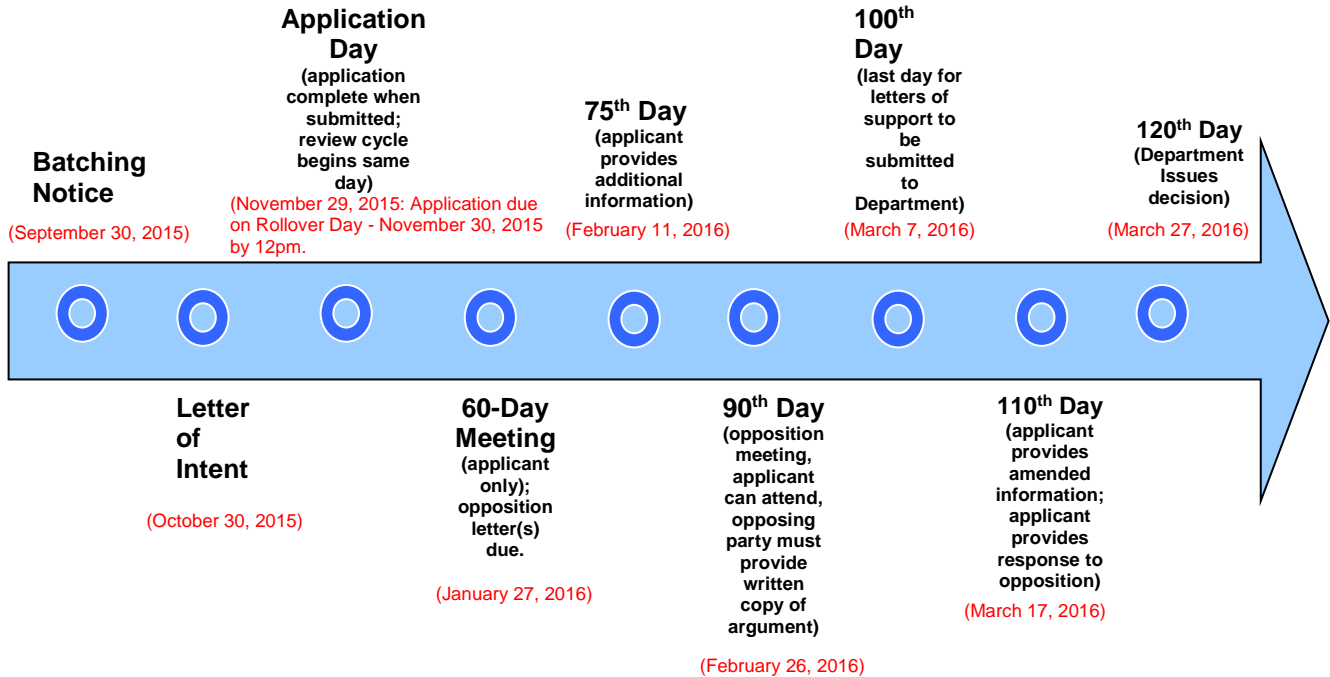 Batching
Notice
(September 30, 2015)
Letter
of
Intent
(October 30, 2015)
Application
Day
(application
complete when
submitted;
review cycle
begins same
day)
(November 29, 2015: Application due
on Rollover Day - November 30, 2015
by 12pm.
60-Day
Meeting
(applicant
only);
opposition
letter(s)
due.
(January 27, 2016)
75th Day
(applicant
provides
additional
information)
(February 11, 2016)
90th Day
(opposition
meeting,
applicant
can attend,
opposing
party must
provide
written
copy of
argument)
(February 26, 2016)
100th
Day
(last day for
letters of
support to
be
submitted
to
Department)
(March 7, 2016)
110th Day
(applicant
provides
amended
information;
applicant
provides
response to
opposition)
(March 17, 2016)
120th Day
(Department
Issues
decision)
(March 27, 2016)